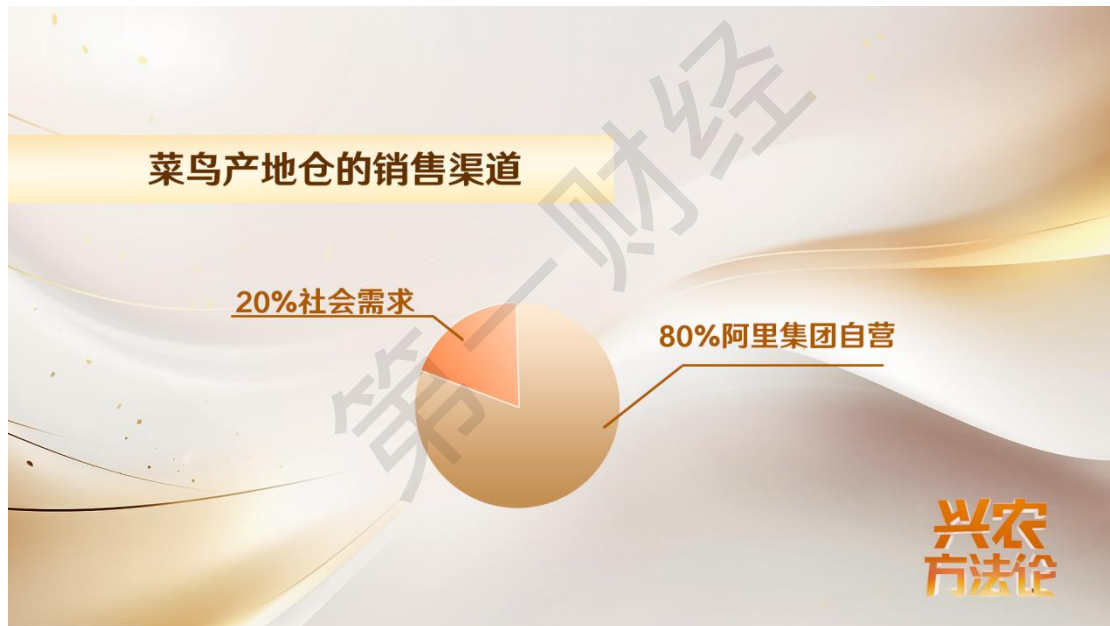 菜鸟产地仓的销售渠道
20%社会需求
80%阿里集团自营
第一财经
兴农
方法论